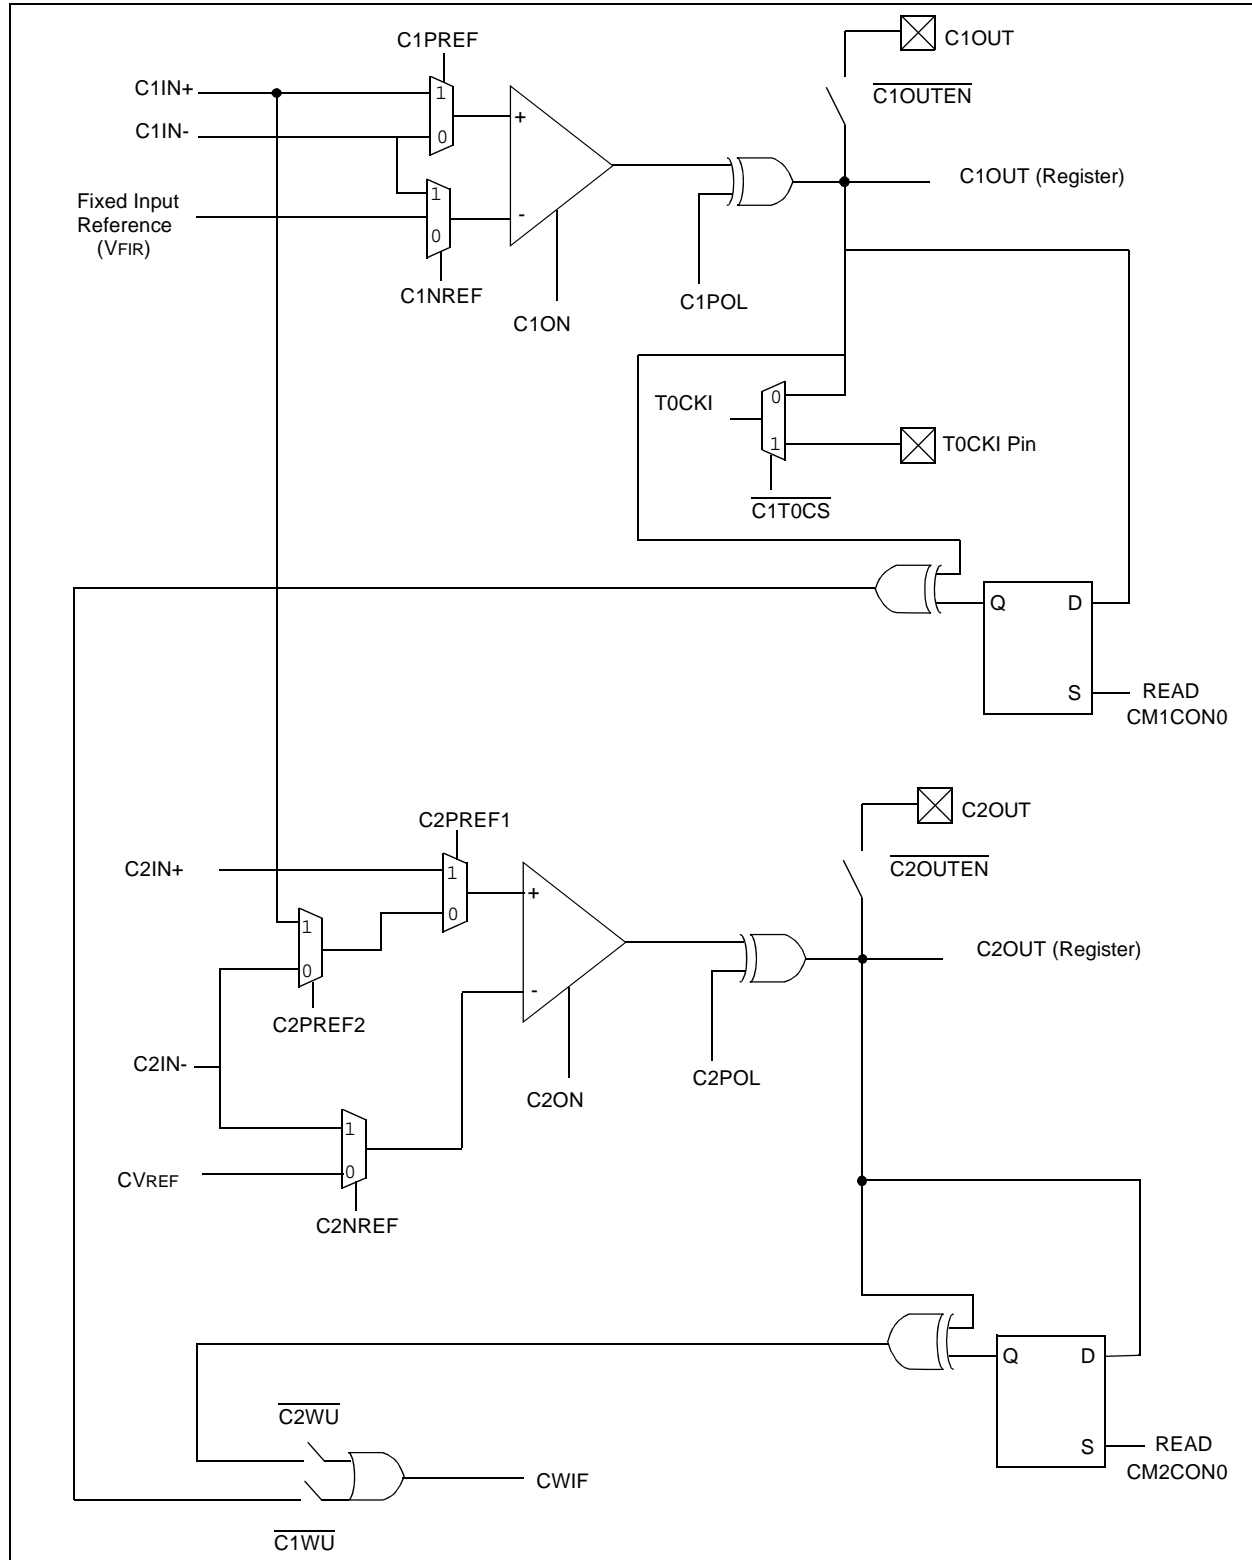 C1PREF
C1OUT
C1IN+
1
C1OUTEN
+
C1IN-
0
C1OUT (Register)
1
Fixed Input
Reference
(VFIR)
-
0
C1NREF
C1POL
C1ON
T0CKI
0
1
T0CKI Pin
C1T0CS
Q
D
S
READ
CM1CON0
C2OUT
C2PREF1
C2IN+
1
C2OUTEN
+
0
1
C2OUT (Register)
0
-
C2PREF2
C2IN-
C2POL
C2ON
1
CVREF
0
C2NREF
Q
D
C2WU
S
READ
CM2CON0
CWIF
C1WU